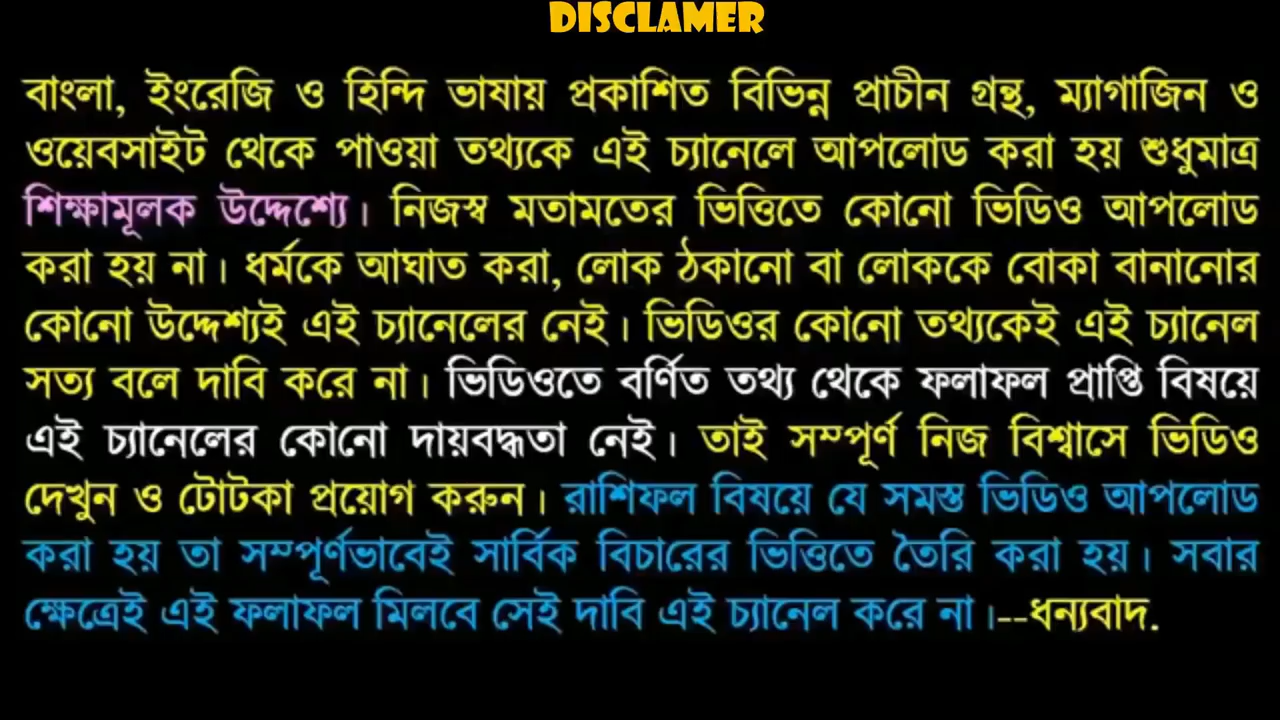 DISCLAMER
বাংলা, ইংরেজি ও হিন্দি ভাষায় প্রকাশিত বিভিন্ন প্রাচীন গ্রন্থ, ম্যাগাজিন ও
ওয়েবসাইট থেকে পাওয়া তথ্যকে এই চ্যানেলে আপলোড করা হয় শুধুমাত্র
শিক্ষামূলক উদ্দেশ্যে। নিজস্ব মতামতের ভিত্তিতে কোনো ভিডিও আপলোড
করা হয় না। ধর্মকে আঘাত করা, লোক ঠকানো বা লোককে বোকা বানানোর
কোনো উদ্দেশ্যই এই চ্যানেলের নেই। ভিডিওর কোনো তথ্যকেই এই চ্যানেল
সত্য বলে দাবি করে না। ভিডিওতে বর্ণিত তথ্য থেকে ফলাফল প্রাপ্তি বিষয়ে
এই চ্যানেলের কোনো দায়বদ্ধতা নেই। তাই সম্পূর্ণ নিজ বিশ্বাসে ভিডিও
দেখুন ও টোটকা প্রয়োগ করুন। রাশিফল বিষয়ে যে সমস্ত ভিডিও আপলোড
করা হয় তা সম্পূর্ণভাবেই সার্বিক বিচারের ভিত্তিতে তৈরি করা হয়। সবার
ক্ষেত্রেই এই ফলাফল মিলবে সেই দাবি এই চ্যানেল করে না।--ধন্যবাদ.